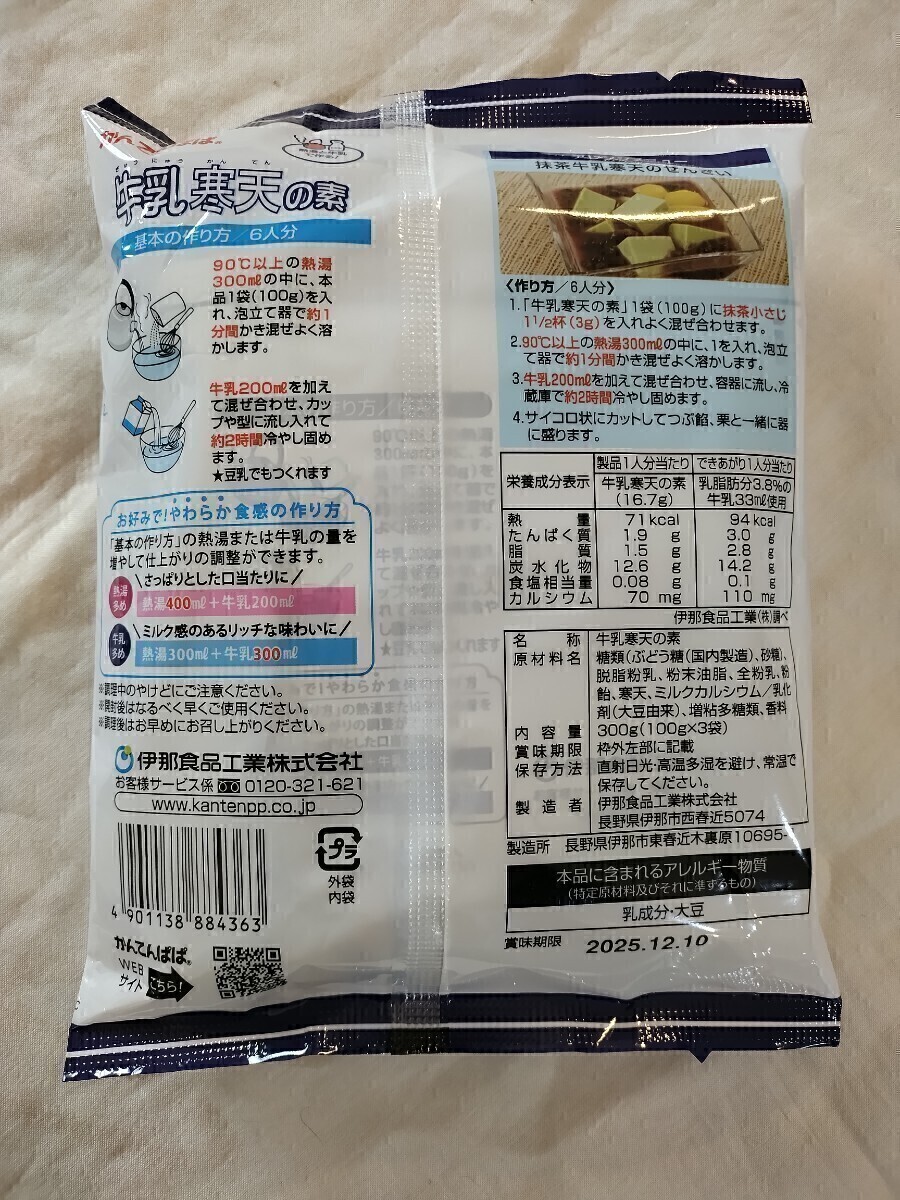 ぎゅうにゅう かん てん
牛乳寒天の素
熱湯と牛乳
で作る!
基本の作り方/6人分
90℃以上の熱湯
300mlの中に、本
品1袋(100g)を入
れ、泡立て器で約1
分間かき混ぜよく溶
かします。
牛乳200mlを加え
て混ぜ合わせ、カッ
プや型に流し入れて
約2時間冷やし固め
ます。
★豆乳でもつくれます
お好みで!やわらか食感の作り方
「基本の作り方」の熱湯または牛乳の量を
増やして仕上がりの調整ができます。
熱湯多め
\さっぱりとした口当たりに/
熱湯400ml+牛乳200ml
牛乳多め
\ミルク感のあるリッチな味わいに/
熱湯300ml+牛乳300ml
※調理中のやけどにご注意ください。
※開封後はなるべく早くご使用ください。
※調理後はお早めにお召し上がりください。
伊那食品工業株式会社
お客様サービス係 0120-321-621
www.kantenpp.co.jp
プラ
外袋
内袋
4 901138 884363
かんてんぱぱ®
WEB
サイト
こちら!
抹茶牛乳寒天のぜんざい
〈作り方/6人分〉
1.「牛乳寒天の素」1袋(100g)に抹茶小さじ
1 1/2杯(3g)を入れよく混ぜ合わせます。
2.90℃以上の熱湯300mlの中に、1を入れ、泡立
て器で約1分間かき混ぜよく溶かします。
3.牛乳200mlを加えて混ぜ合わせ、容器に流し、冷
蔵庫で約2時間冷やし固めます。
4.サイコロ状にカットしてつぶ餡、栗と一緒に器
に盛ります。
栄養成分表示 製品1人分当たり できあがり1人分当たり
牛乳寒天の素 (16.7g) 乳脂肪分3.8%の牛乳33ml使用
熱量 71kcal 94kcal
たんぱく質 1.9 g 3.0 g
脂質 1.5 g 2.8 g
炭水化物 12.6 g 14.2 g
食塩相当量 0.08 g 0.1 g
カルシウム 70 mg 110 mg
伊那食品工業(株)調べ
名称 牛乳寒天の素
原材料名 糖類(ぶどう糖(国内製造)、砂糖)、
脱脂粉乳、粉末油脂、全粉乳、粉
飴、寒天、ミルクカルシウム/乳化
剤(大豆由来)、増粘多糖類、香料
内容量 300g(100g×3袋)
賞味期限 枠外左部に記載
保存方法 直射日光・高温多湿を避け、常温で
保存してください。
製造者 伊那食品工業株式会社
長野県伊那市西春近5074
製造所 長野県伊那市東春近木裏原10695-
本品に含まれるアレルギー物質
(特定原材料及びそれに準ずるもの)
乳成分・大豆
賞味期限 2025.12.10